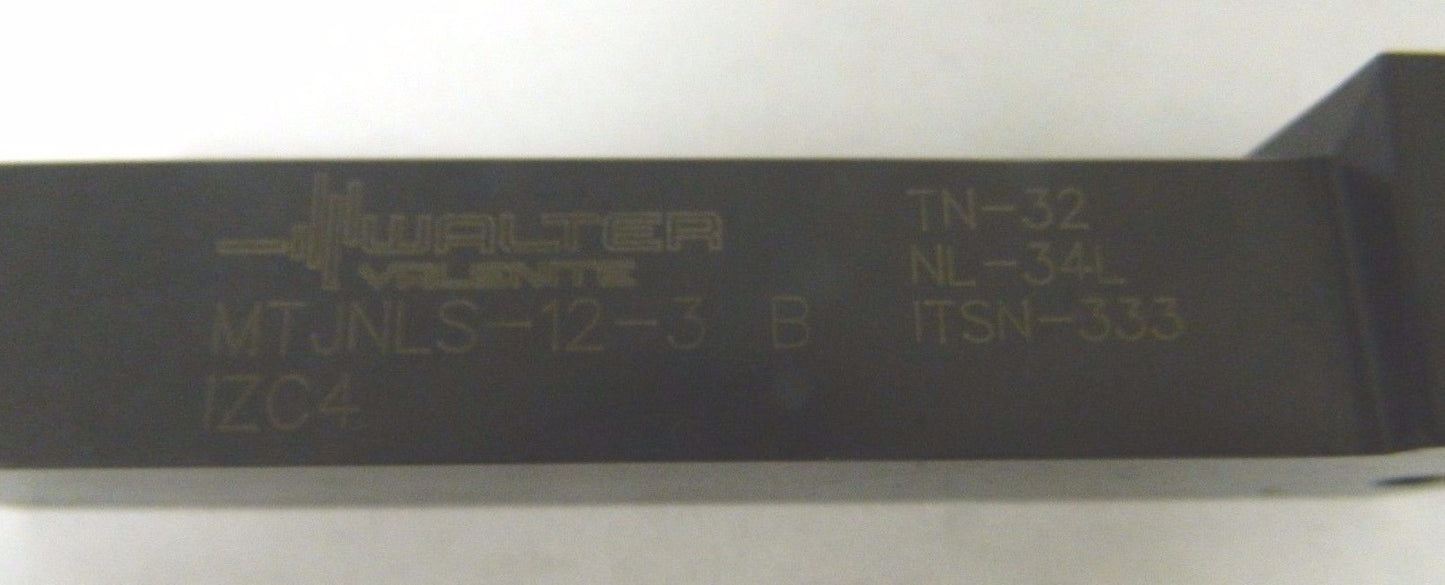 WALTER
VALENITE
MTJNLS-12-3 B
IZC4
TN-32
NL-34L
ITSN-333